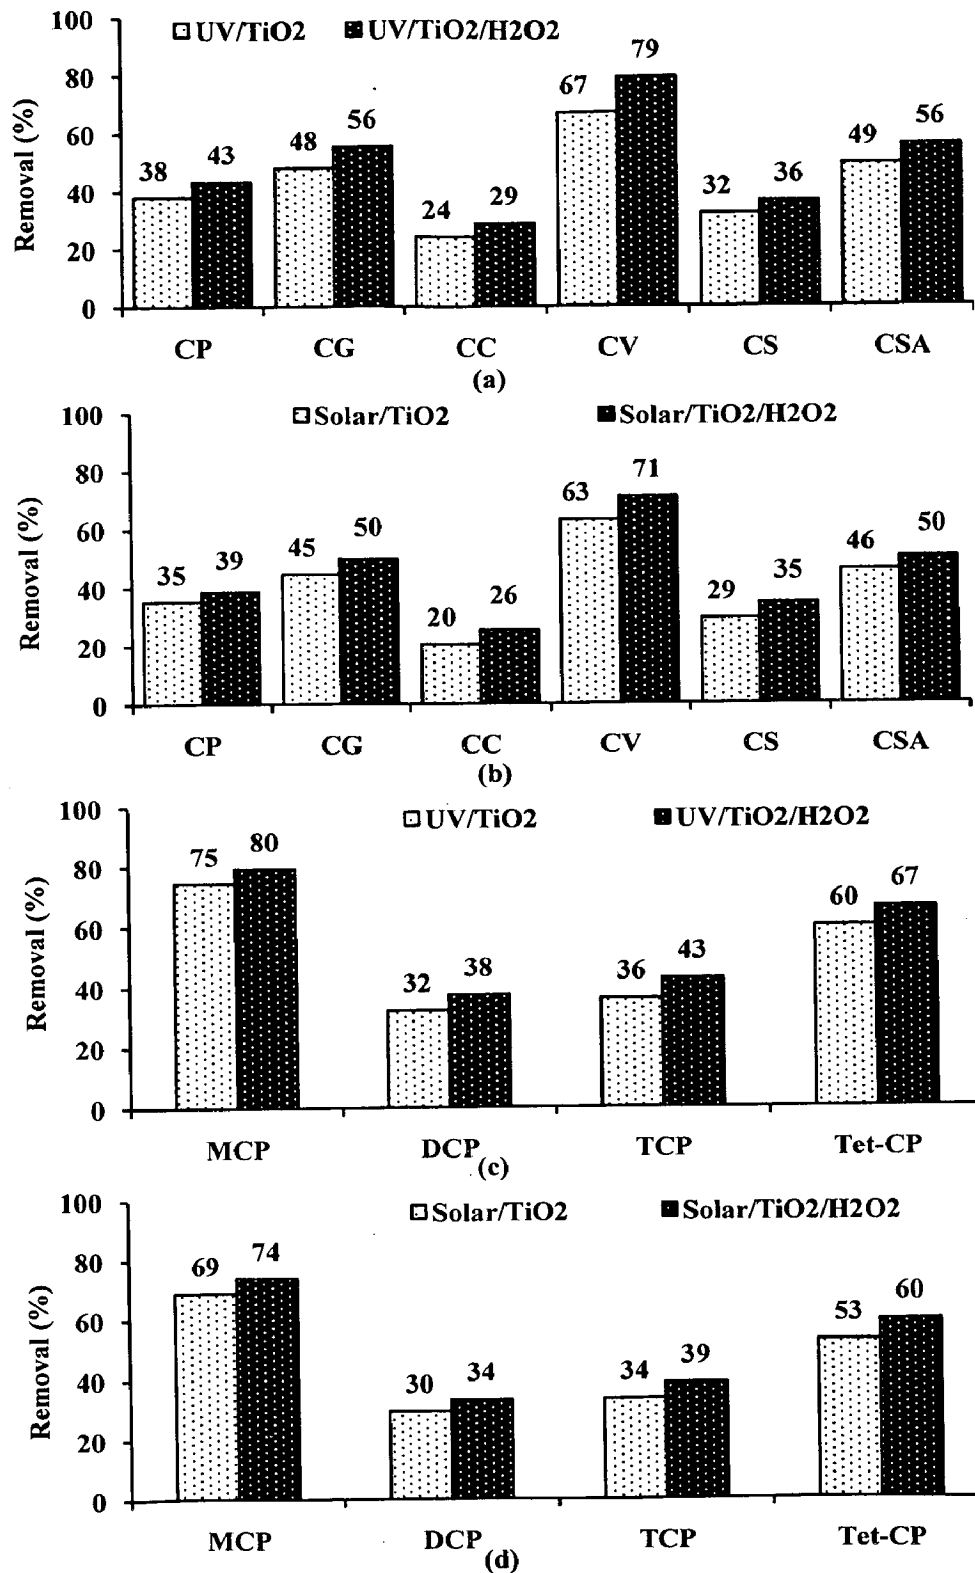 UV/TiO2 UV/TiO2/H2O2
Removal (%)
100
80
60
40
20
0
38 43 48 56 24 29 67 79 32 36 49 56
CP CG CC CV CS CSA
(a)
Solar/TiO2 Solar/TiO2/H2O2
Removal (%)
100
80
60
40
20
0
35 39 45 50 20 26 63 71 29 35 46 50
CP CG CC CV CS CSA
(b)
UV/TiO2 UV/TiO2/H2O2
Removal (%)
100
80
60
40
20
0
75 80 32 38 36 43 60 67
MCP DCP TCP Tet-CP
(c)
Solar/TiO2 Solar/TiO2/H2O2
Removal (%)
100
80
60
40
20
0
69 74 30 34 34 39 53 60
MCP DCP TCP Tet-CP
(d)